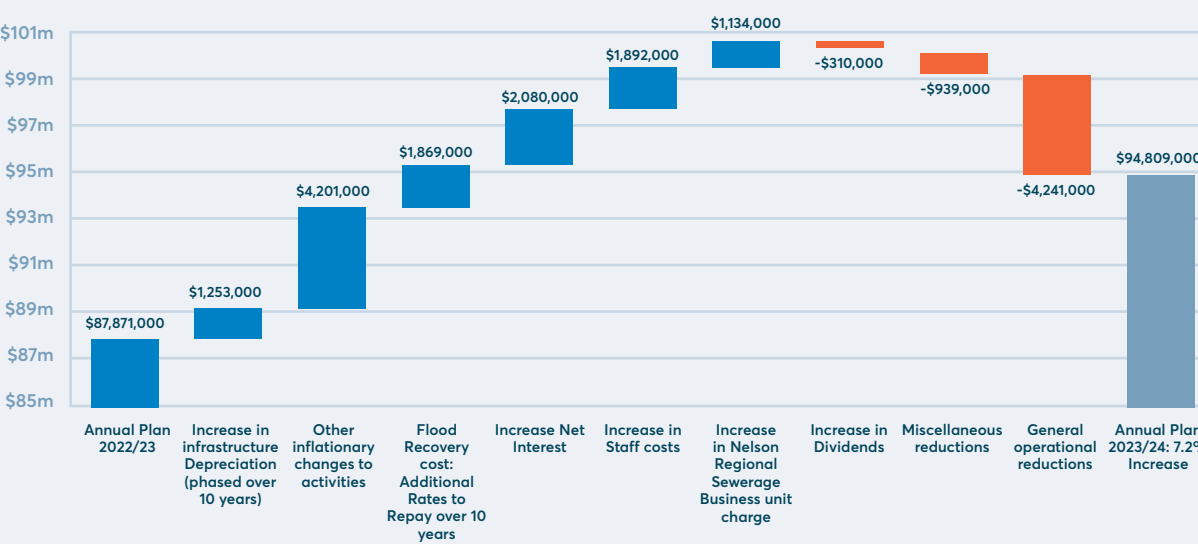 $101m
$99m
$97m
$95m
$93m
$91m
$89m
$87m
$85m
$87,871,000
$1,253,000
$4,201,000
$1,869,000
$2,080,000
$1,892,000
$1,134,000
-$310,000
-$939,000
-$4,241,000
$94,809,000
Annual Plan
2022/23
Increase in
infrastructure
Depreciation
(phased over
10 years)
Other
inflationary
changes to
activities
Flood
Recovery
cost:
Additional
Rates to
Repay over 10
years
Increase Net
Interest
Increase in
Staff costs
Increase
in Nelson
Regional
Sewerage
Business unit
charge
Increase in
Dividends
Miscellaneous
reductions
General
operational
reductions
Annual Plan
2023/24: 7.2%
Increase